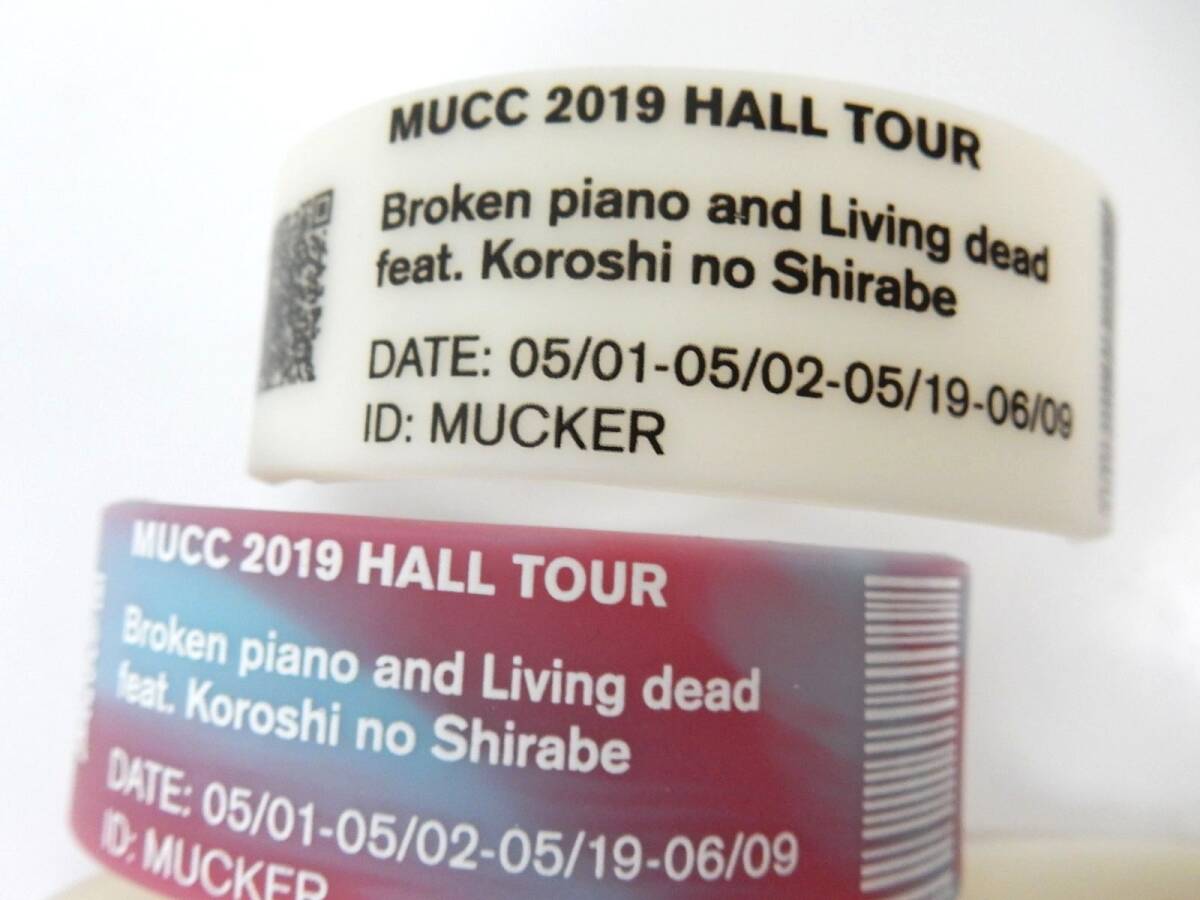 MUCC 2019 HALL TOUR
Broken piano and Living dead
feat. Koroshi no Shirabe
DATE: 05/01-05/02-05/19-06/09
ID: MUCKER
MUCC 2019 HALL TOUR
Broken piano and Living dead
feat. Koroshi no Shirabe
DATE: 05/01-05/02-05/19-06/09
ID: MUCKER